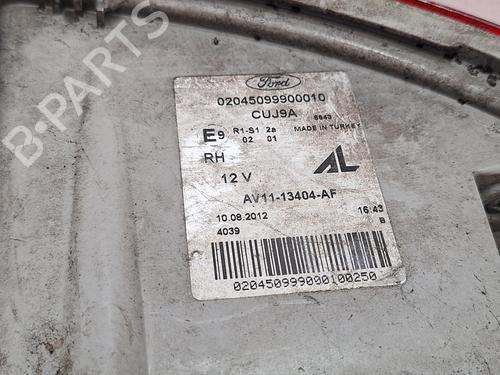 B-PARTS
Ford
02045099900010
CUJ9A
6643
E9 R1-S1 2a
02 01
MADE IN TURKEY
RH
AL
12 V
AV11-13404-AF
10.08.2012 16:43
4039 B
020450999000100250